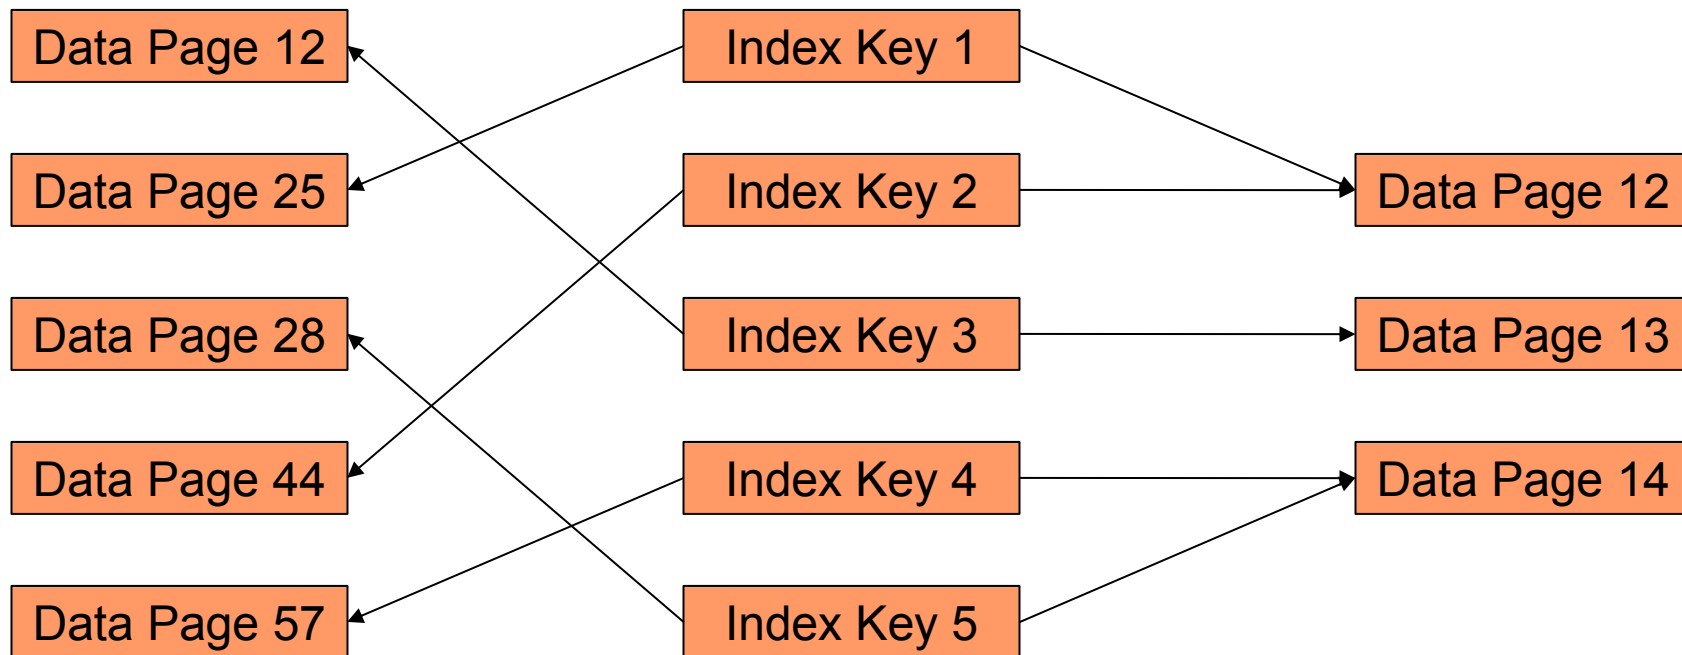 Data Page 12
Index Key 1
Data Page 25
Index Key 2
Data Page 12
Data Page 28
Index Key 3
Data Page 13
Data Page 44
Index Key 4
Data Page 14
Data Page 57
Index Key 5